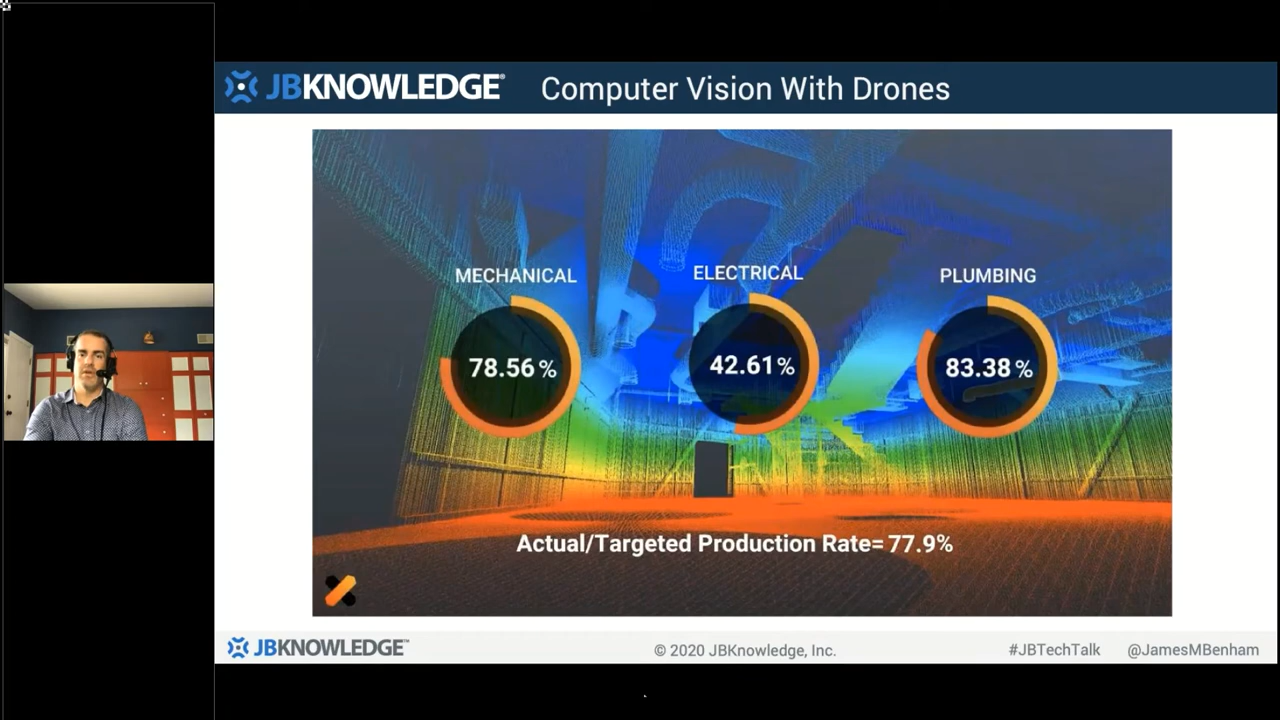 JBKNOWLEDGE®
Computer Vision With Drones
MECHANICAL
ELECTRICAL
PLUMBING
78.56%
42.61%
83.38%
Actual/Targeted Production Rate= 77.9%
JBKNOWLEDGE™
© 2020 JBKnowledge, Inc.
#JBTechTalk
@JamesMBenham